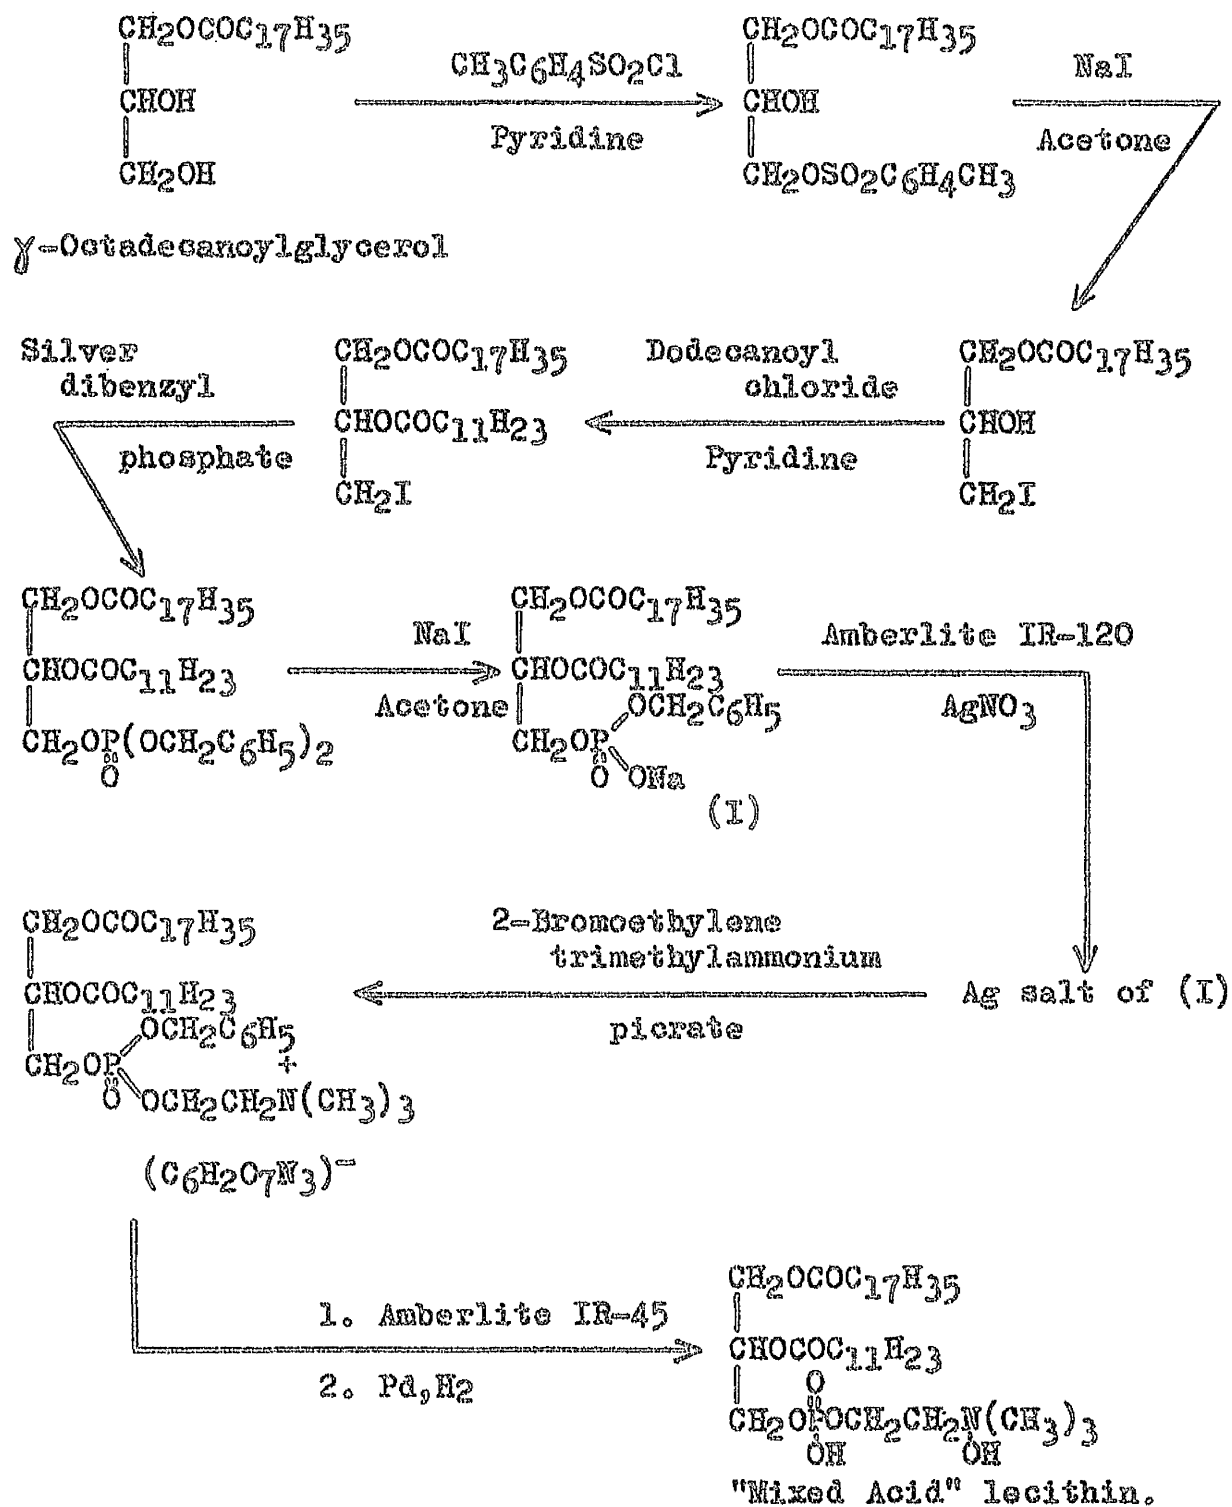 CH2OCOC17H35
CHOH
CH2OH
γ-Octadecanoylglycerol
CH3C6H4SO2Cl
Pyridine
CH2OCOC17H35
CHOH
CH2OSO2C6H4CH3
NaI
Acetone
CH2OCOC17H35
CHOH
CH2I
Dodecanoyl
chloride
Pyridine
CH2OCOC17H35
CHOCOC11H23
CH2I
Silver
dibenzyl
phosphate
CH2OCOC17H35
CHOCOC11H23
CH2OP(OCH2C6H5)2
O
NaI
Acetone
CH2OCOC17H35
CHOCOC11H23
OCH2C6H5
CH2OP
O ONa
(I)
Amberlite IR-120
AgNO3
Ag salt of (I)
2-Bromoethylene
trimethylammonium
picrate
CH2OCOC17H35
CHOCOC11H23
OCH2C6H5
CH2OP +
O OCH2CH2N(CH3)3
(C6H2O7N3)-
1. Amberlite IR-45
2. Pd,H2
CH2OCOC17H35
CHOCOC11H23
O
CH2OPOCH2CH2N(CH3)3
OH OH
"Mixed Acid" lecithin.